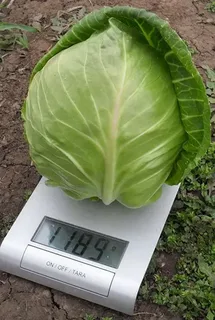 1189
ON / OFF / TARA